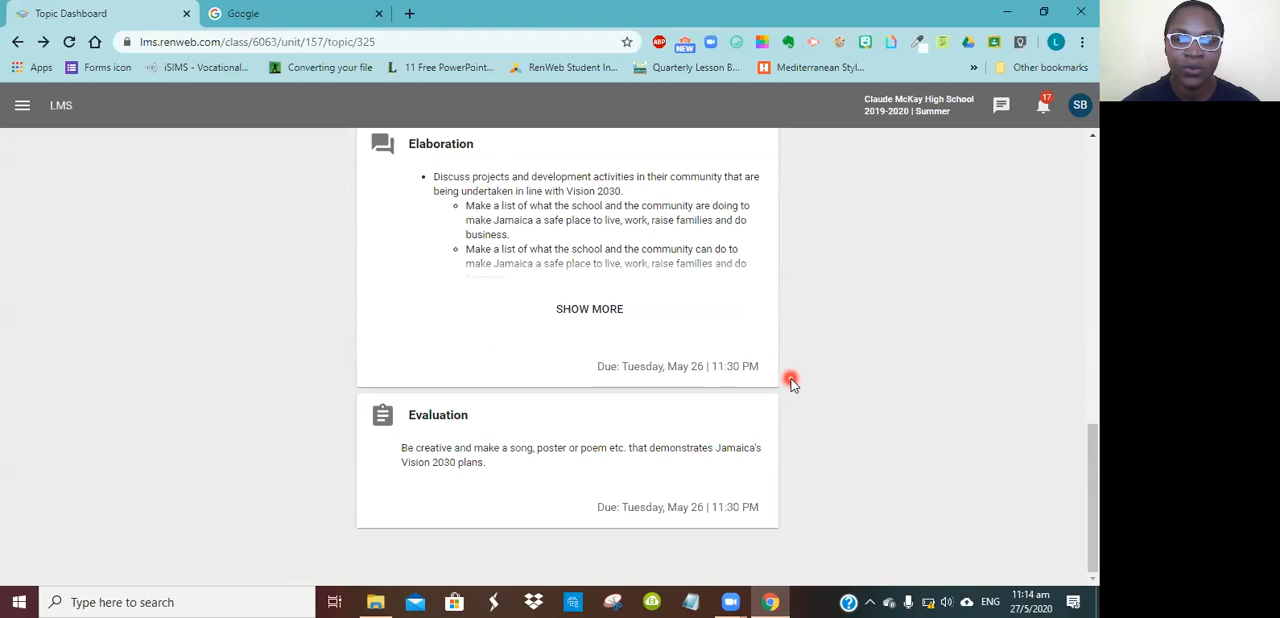 Topic Dashboard
Google
lms.renweb.com/class/6063/unit/157/topic/325
ABP
NEW
L
Apps
Forms icon
iSIMS - Vocational...
Converting your file
11 Free PowerPoint...
RenWeb Student In...
Quarterly Lesson B...
Mediterranean Styl...
»
Other bookmarks
LMS
Claude McKay High School
2019-2020 | Summer
17
SB
Elaboration
• Discuss projects and development activities in their community that are
being undertaken in line with Vision 2030.
Make a list of what the school and the community are doing to
make Jamaica a safe place to live, work, raise families and do
business.
Make a list of what the school and the community can do to
make Jamaica a safe place to live, work, raise families and do
SHOW MORE
Due: Tuesday, May 26 | 11:30 PM
Evaluation
Be creative and make a song, poster or poem etc. that demonstrates Jamaica's
Vision 2030 plans.
Due: Tuesday, May 26 | 11:30 PM
Type here to search
ENG
11:14 am
27/5/2020